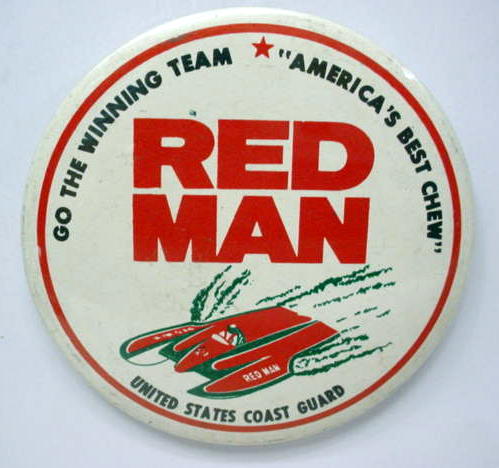 GO THE WINNING TEAM ★ "AMERICA'S BEST CHEW"
RED
MAN
RED MAN
UNITED STATES COAST GUARD